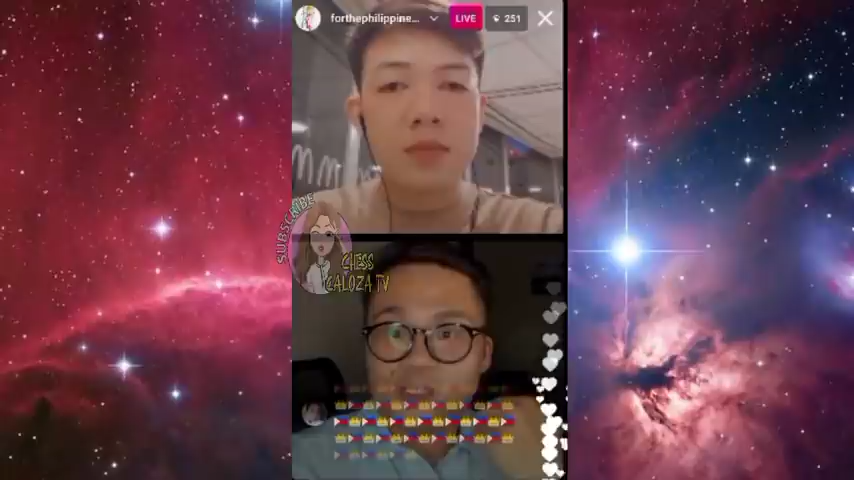 forthephilippine...
LIVE
251
SUBSCRIBE
CHESS
CALOZA TV